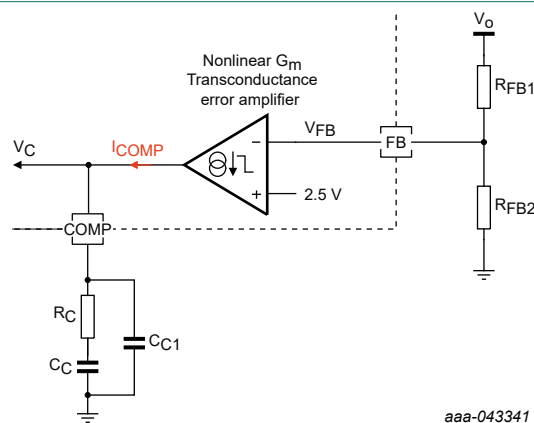 Vo
Nonlinear Gm
Transconductance
error amplifier
RFB1
VFB
VC
ICOMP
−
FB
+
2.5 V
RFB2
COMP
RC
CC1
CC
aaa-043341